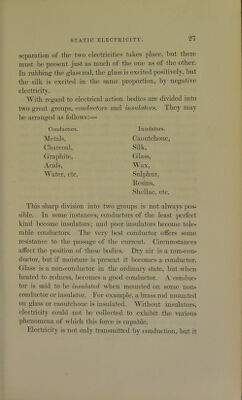 STATIC ELECTRICITY. 27
separation of the two electricities takes place, but there
must be present just as much of the one as of the other.
In rubbing the glass rod, the glass is excited positively, but
the silk is excited in the same proportion, by negative
electricity.
With regard to electrical action bodies are divided into
two great groups, conductors and insulators. They may
be arranged as follows:—
Conductors. Insulators.
Metals, Caoutchouc,
Charcoal, Silk,
Graphite, Glass,
Acids, Wax,
Water, etc. Sulphur,
Resins,
Shellac, etc.
This sharp division into two groups is not always pos-
sible. In some instances, conductors of the least perfect
kind become insulators; and poor insulators become tole-
rable conductors. The very best conductor offers some
resistance to the passage of the current. Circumstances
affect the position of these bodies. Dry air is a non-con-
ductor, but if moisture is present it becomes a conductor.
Glass is a non-conductor in the ordinary state, but when
heated to redness, becomes a good conductor. A conduc-
tor is said to be insulated when mounted on some non-
conductor or insulator. For example, a brass rod mounted
on glass or caoutchouc is insulated. Without insulators,
electricity could not be collected to exhibit the various
phenomena of which this force is capable.
Electricity is not only transmitted by conduction, but it